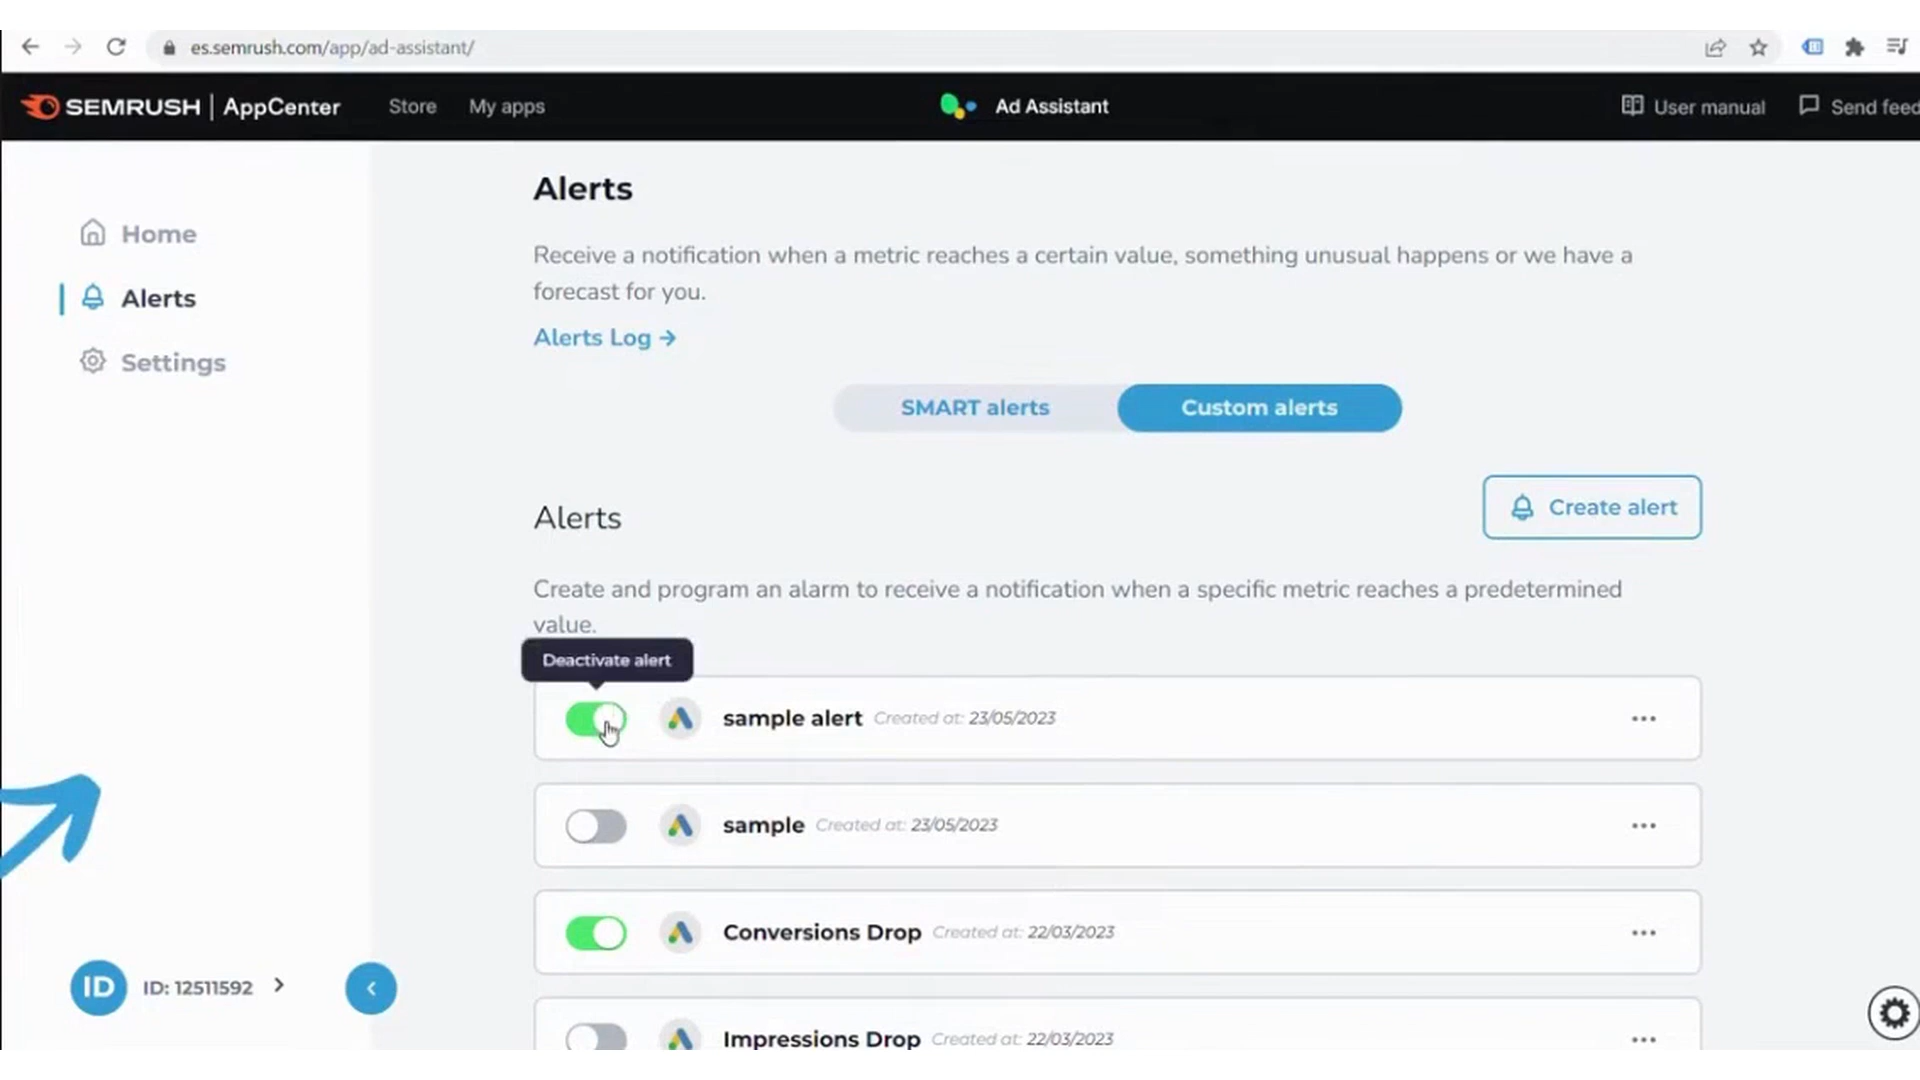 es.semrush.com/app/ad-assistant/
SEMRUSH | AppCenter Store My apps Ad Assistant User manual Send feed
Home
Alerts
Settings
Alerts
Receive a notification when a metric reaches a certain value, something unusual happens or we have a
forecast for you.
Alerts Log →
SMART alerts Custom alerts
Alerts
Create alert
Create and program an alarm to receive a notification when a specific metric reaches a predetermined
value.
Deactivate alert
sample alert Created at: 23/05/2023
sample Created at: 23/05/2023
Conversions Drop Created at: 22/03/2023
Impressions Drop Created at: 22/03/2023
ID ID: 12511592